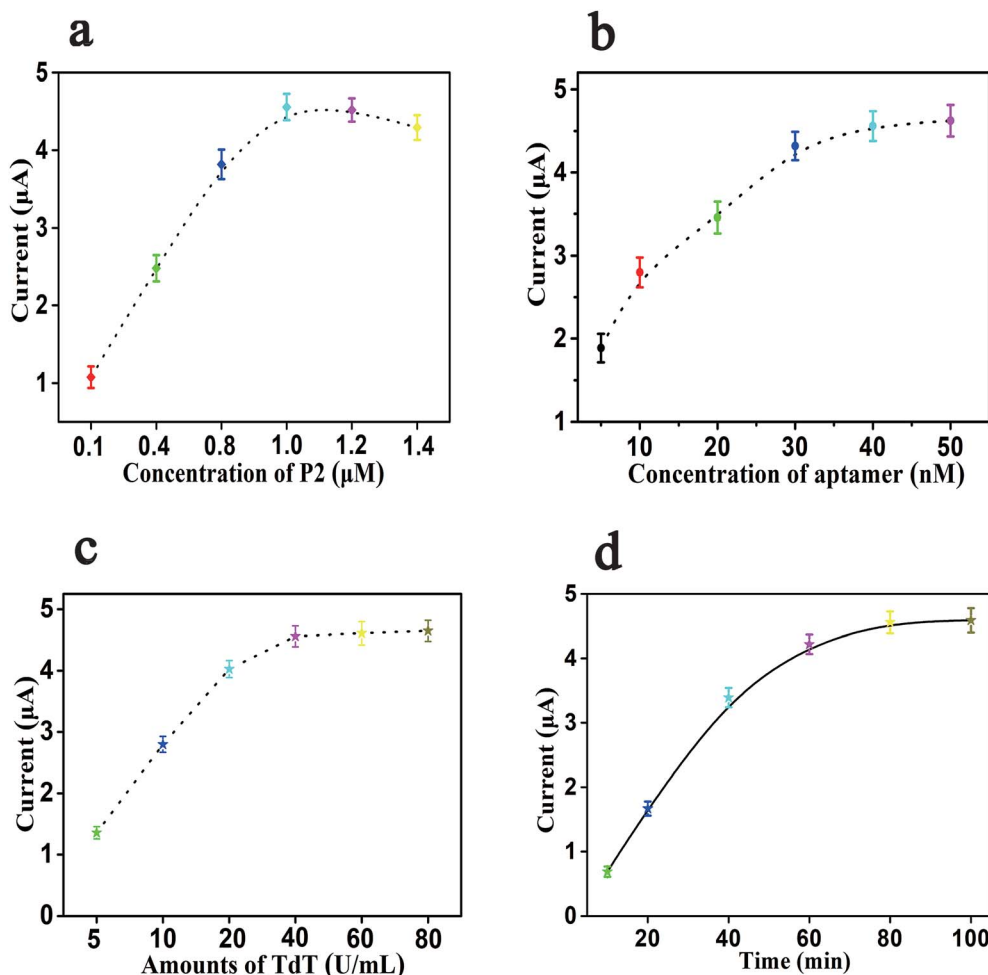 a
Current (μA)
5
4
3
2
1
0.1 0.4 0.8 1.0 1.2 1.4
Concentration of P2 (μM)
b
Current (μA)
5
4
3
2
1
10 20 30 40 50
Concentration of aptamer (nM)
c
Current (μA)
5
4
3
2
1
0
5 10 20 40 60 80
Amounts of TdT (U/mL)
d
Current (μA)
5
4
3
2
1
0
20 40 60 80 100
Time (min)